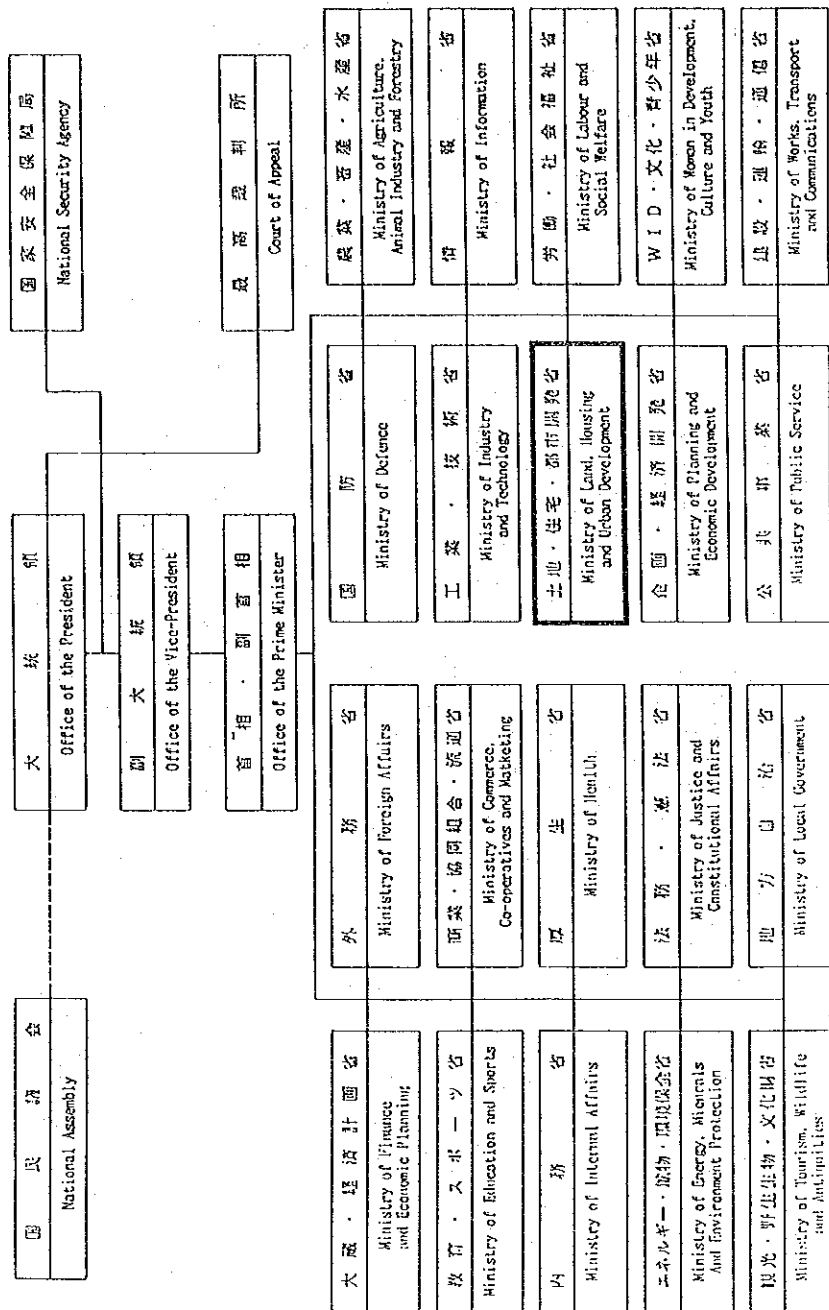 国民議会
National Assembly
大統領
Office of the President
国家安全保障局
National Security Agency
副大統領
Office of the Vice-President
最高裁判所
Court of Appeal
首相・副首相
Office of the Prime Minister
大蔵・経済計画省
Ministry of Finance
and Economic Planning
外務省
Ministry of Foreign Affairs
国防省
Ministry of Defence
農業・畜産・水産省
Ministry of Agriculture,
Animal Industry and Forestry
教育・スポーツ省
Ministry of Education and Sports
商業・協同組合・流通省
Ministry of Commerce,
Co-operatives and Matketing
工業・技術省
Ministry of Industry
and Technology
情報省
Ministry of Information
内務省
Ministry of Internal Affairs
厚生省
Ministry of Health
土地・住宅・都市開発省
Ministry of Land, Housing
and Urban Development
労働・社会福祉省
Ministry of Labour and
Social Welfare
エネルギー・鉱物・環境保全省
Ministry of Energy, Mienrals
And Environment Protection
法務・憲法省
Ministry of Justice and
Constitutional Affairs
企画・経済開発省
Ministry of Planning and
Economic Development
WID・文化・青少年省
Ministry of Woman in Development,
Culture and Youth
観光・野生生物・文化財省
Ministry of Tourism, Wildlife
and Antiquities
地方自治省
Ministry of Local Government
公共事業省
Ministry of Public Service
建設・運輸・通信省
Ministry of Works, Transport
and Communications